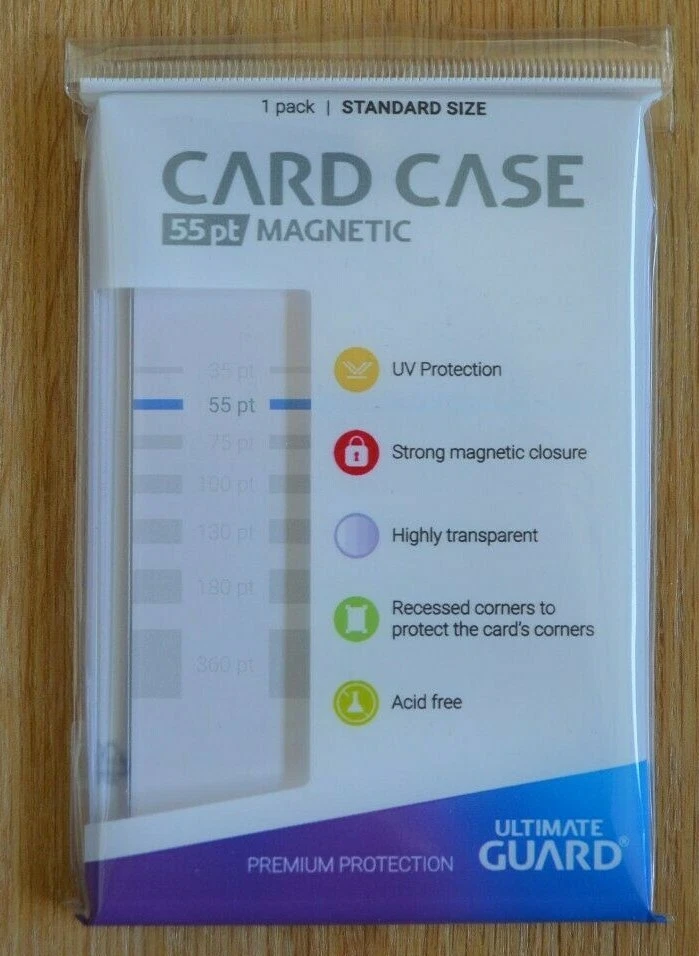 1 pack | STANDARD SIZE
CARD CASE
55pt MAGNETIC
35 pt
55 pt
75 pt
100 pt
130 pt
180 pt
360 pt
UV Protection
Strong magnetic closure
Highly transparent
Recessed corners to
protect the card's corners
Acid free
PREMIUM PROTECTION
ULTIMATE
GUARD®